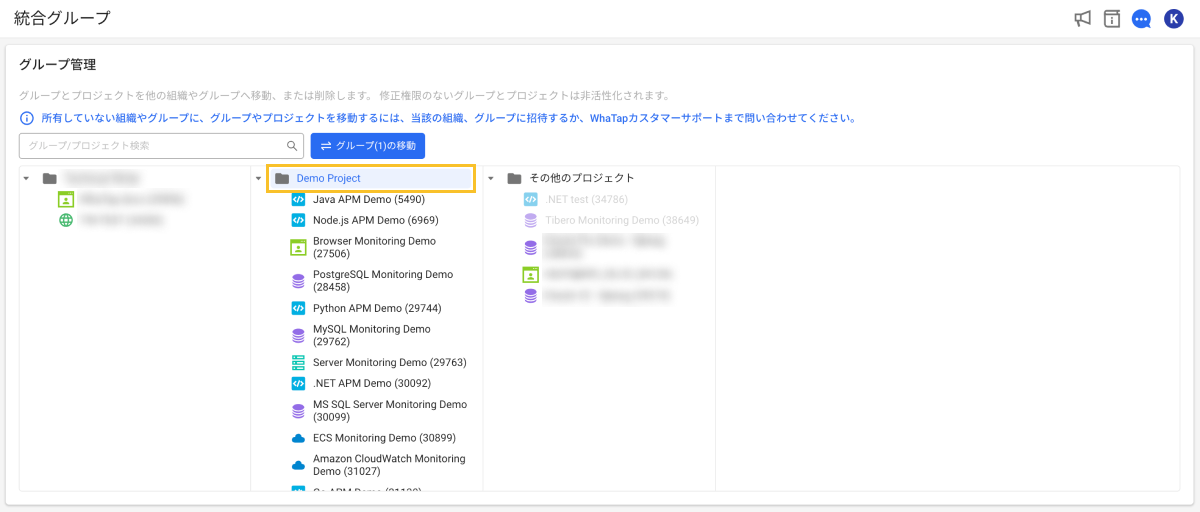 統合グループ
K
グループ管理
グループとプロジェクトを他の組織やグループへ移動、または削除します。 修正権限のないグループとプロジェクトは非活性化されます。
所有していない組織やグループに、グループやプロジェクトを移動するには、当該の組織、グループに招待するか、WhaTapカスタマーサポートまで問い合わせてください。
グループ/プロジェクト検索
グループ(1)の移動
Demo Project
Java APM Demo (5490)
Node.js APM Demo (6969)
Browser Monitoring Demo
(27506)
PostgreSQL Monitoring Demo
(28458)
Python APM Demo (29744)
MySQL Monitoring Demo
(29762)
Server Monitoring Demo (29763)
.NET APM Demo (30092)
MS SQL Server Monitoring Demo
(30099)
ECS Monitoring Demo (30899)
Amazon CloudWatch Monitoring
Demo (31027)
その他のプロジェクト
.NET test (34786)
Tibero Monitoring Demo (38649)